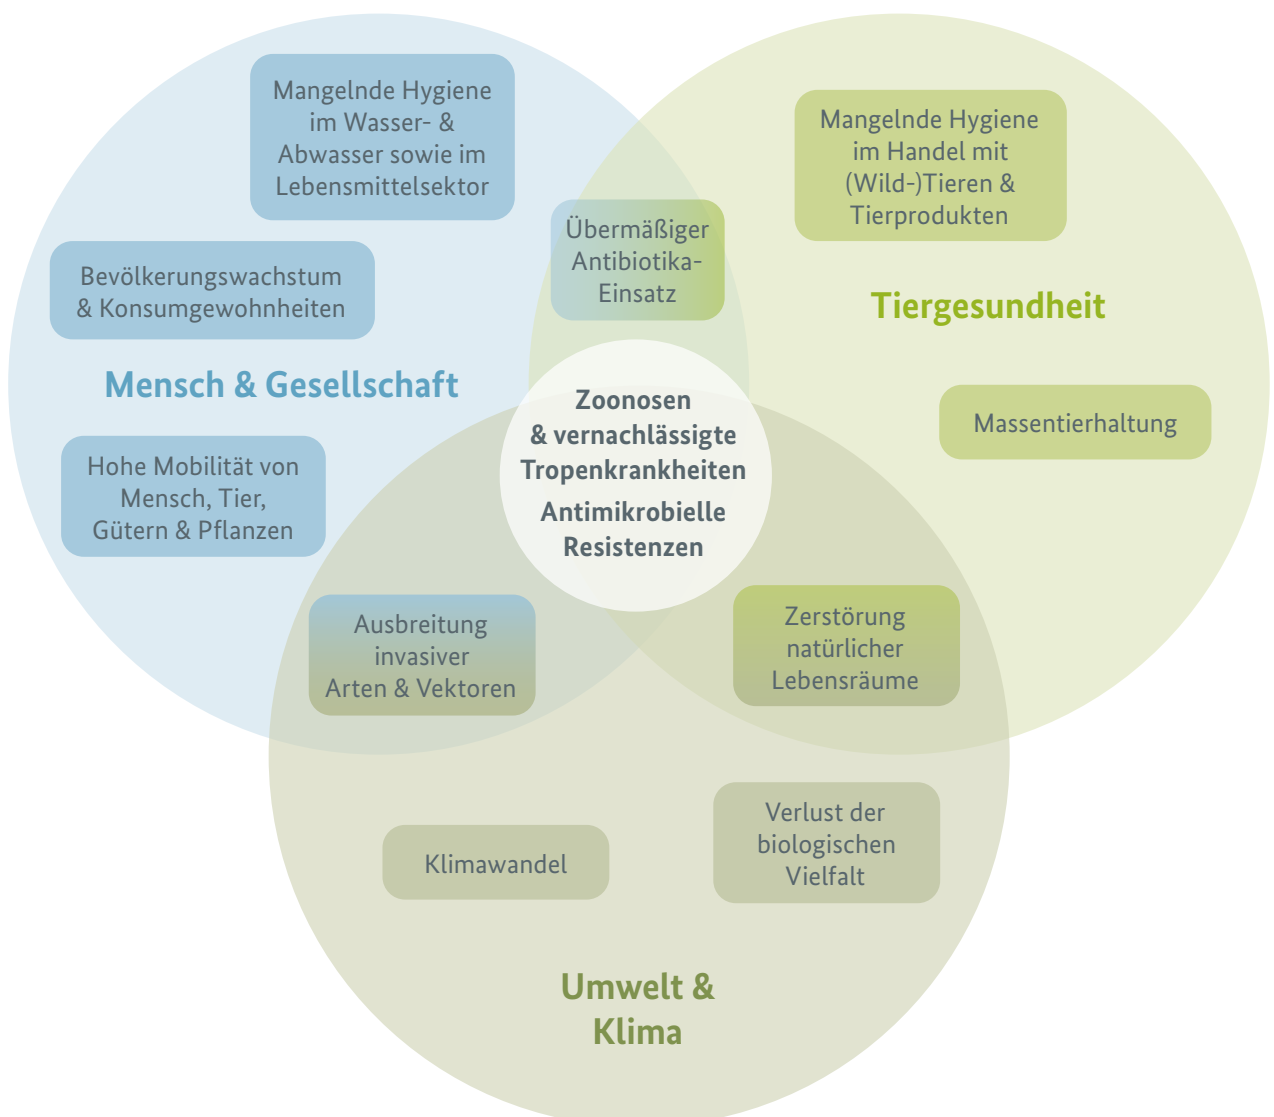 Mangelnde Hygiene
im Wasser- &
Abwasser sowie im
Lebensmittelsektor
Mangelnde Hygiene
im Handel mit
(Wild-)Tieren &
Tierprodukten
Übermäßiger
Antibiotika-
Einsatz
Bevölkerungswachstum
& Konsumgewohnheiten
Tiergesundheit
Mensch & Gesellschaft
Zoonosen
& vernachlässigte
Tropenkrankheiten
Antimikrobielle
Resistenzen
Massentierhaltung
Hohe Mobilität von
Mensch, Tier,
Gütern & Pflanzen
Ausbreitung
invasiver
Arten & Vektoren
Zerstörung
natürlicher
Lebensräume
Klimawandel
Verlust der
biologischen
Vielfalt
Umwelt &
Klima